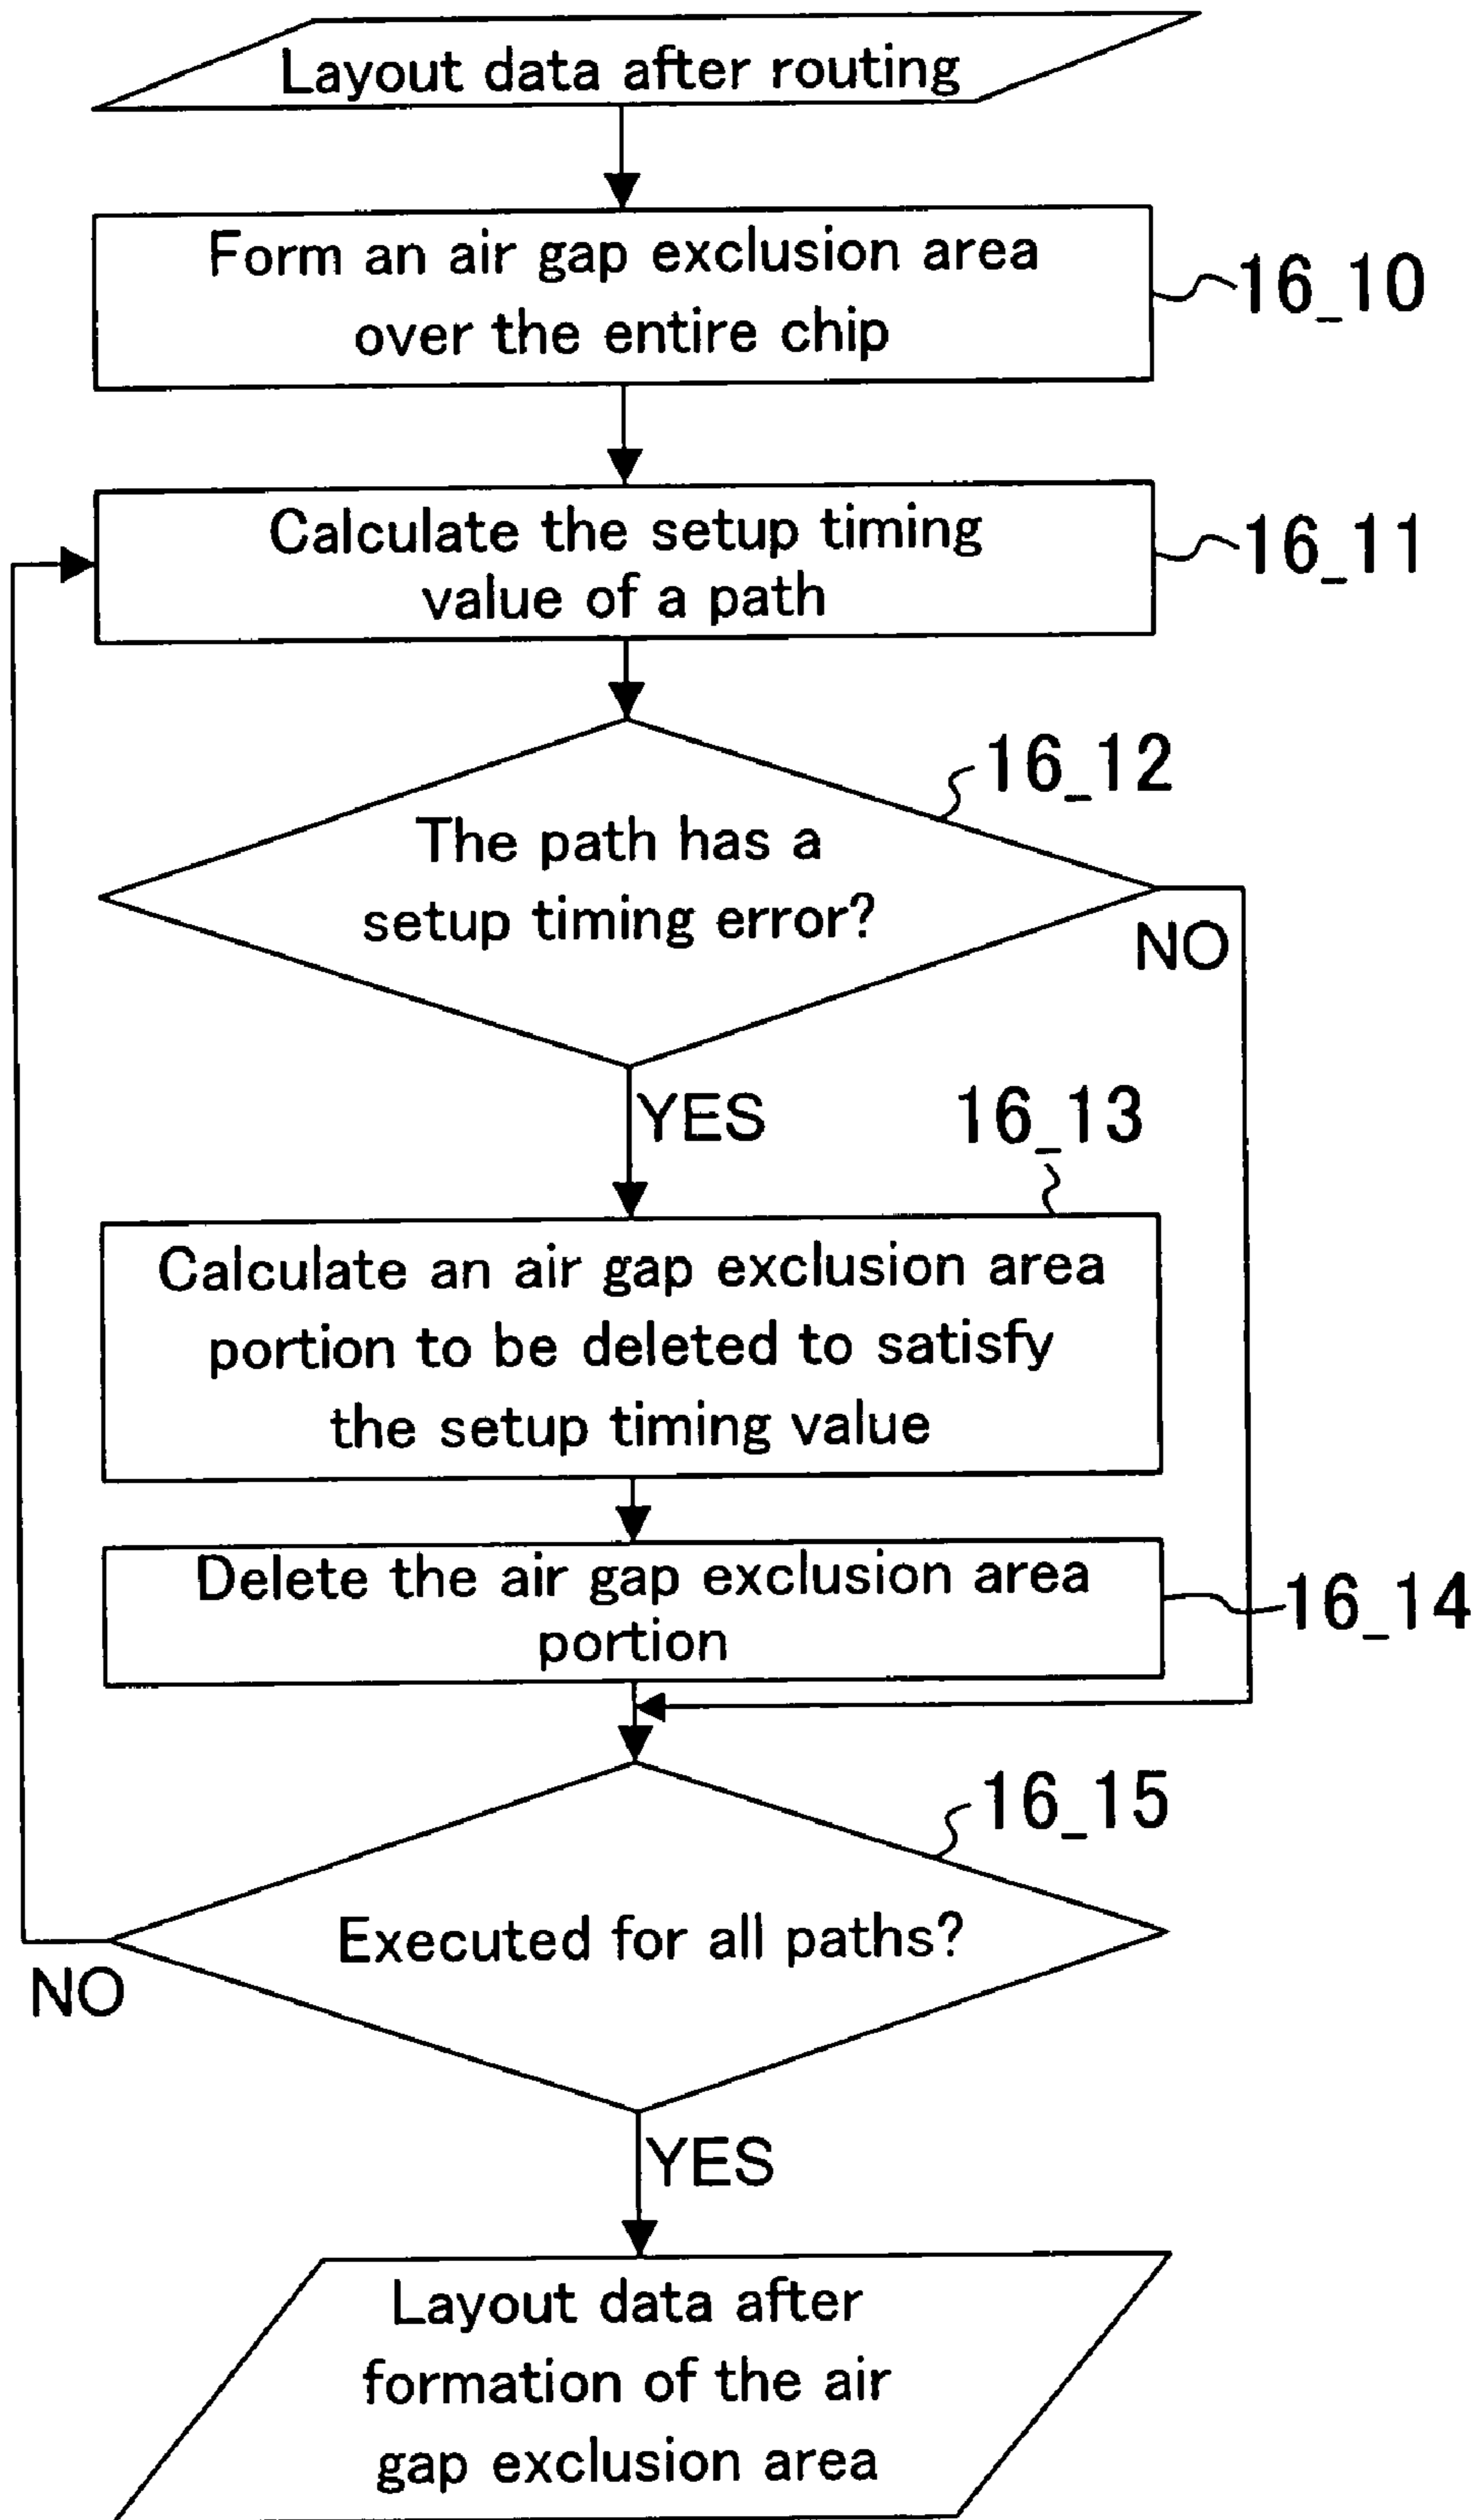 Layout data after routing
Form an air gap exclusion area
over the entire chip
16_10
Calculate the setup timing
value of a path
16_11
16_12
The path has a
setup timing error?
NO
YES
16_13
Calculate an air gap exclusion area
portion to be deleted to satisfy
the setup timing value
Delete the air gap exclusion area
portion
16_14
16_15
Executed for all paths?
NO
YES
Layout data after
formation of the air
gap exclusion area